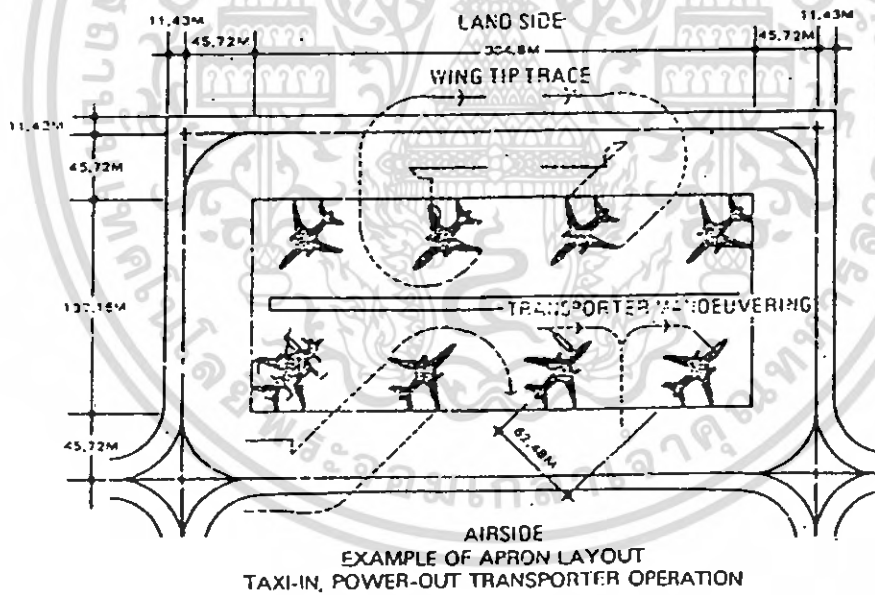 LAND SIDE
11.43M
11.43M
45.72M
304.8M
45.72M
WING TIP TRACE
11.43M
45.72M
137.16M
TRANSPORTER MANOEUVERING
45.72M
62.48M
AIRSIDE
EXAMPLE OF APRON LAYOUT
TAXI-IN, POWER-OUT TRANSPORTER OPERATION